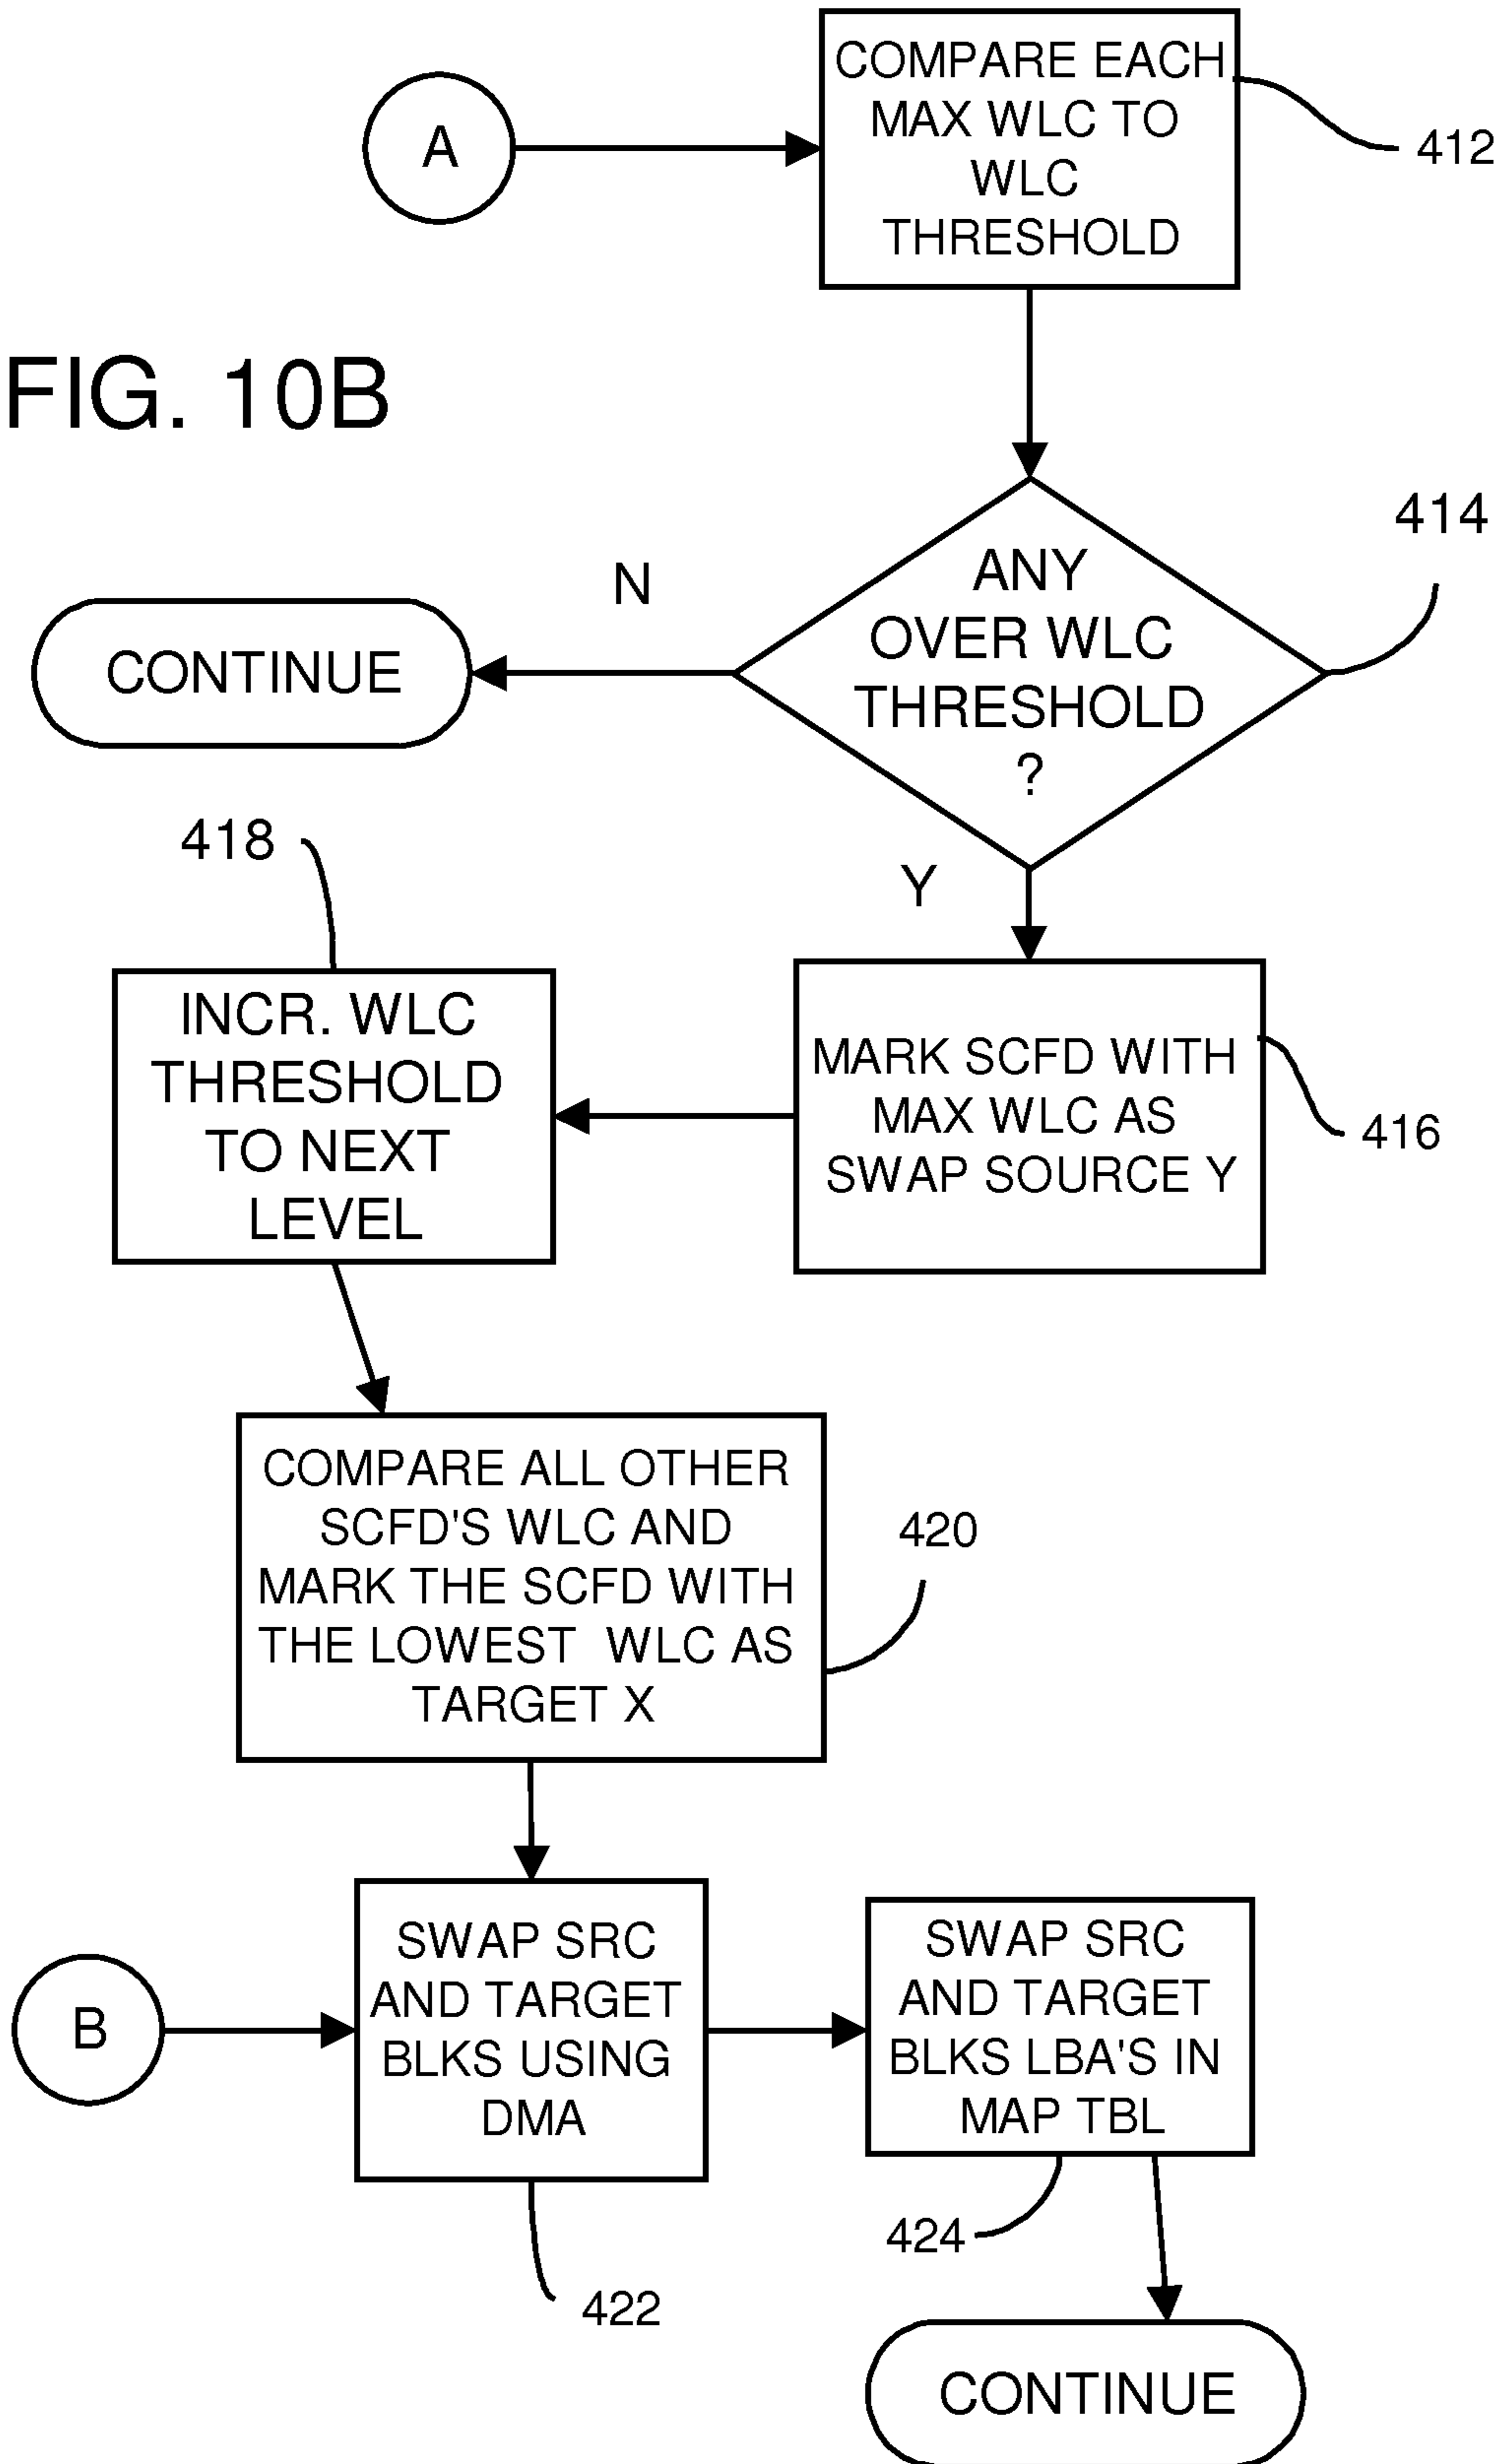 COMPARE EACH
MAX WLC TO
WLC
THRESHOLD
412
A
FIG. 10B
414
ANY
OVER WLC
THRESHOLD
?
N
CONTINUE
Y
418
INCR. WLC
THRESHOLD
TO NEXT
LEVEL
MARK SCFD WITH
MAX WLC AS
SWAP SOURCE Y
416
COMPARE ALL OTHER
SCFD'S WLC AND
MARK THE SCFD WITH
THE LOWEST WLC AS
TARGET X
420
B
SWAP SRC
AND TARGET
BLKS USING
DMA
422
SWAP SRC
AND TARGET
BLKS LBA'S IN
MAP TBL
424
CONTINUE